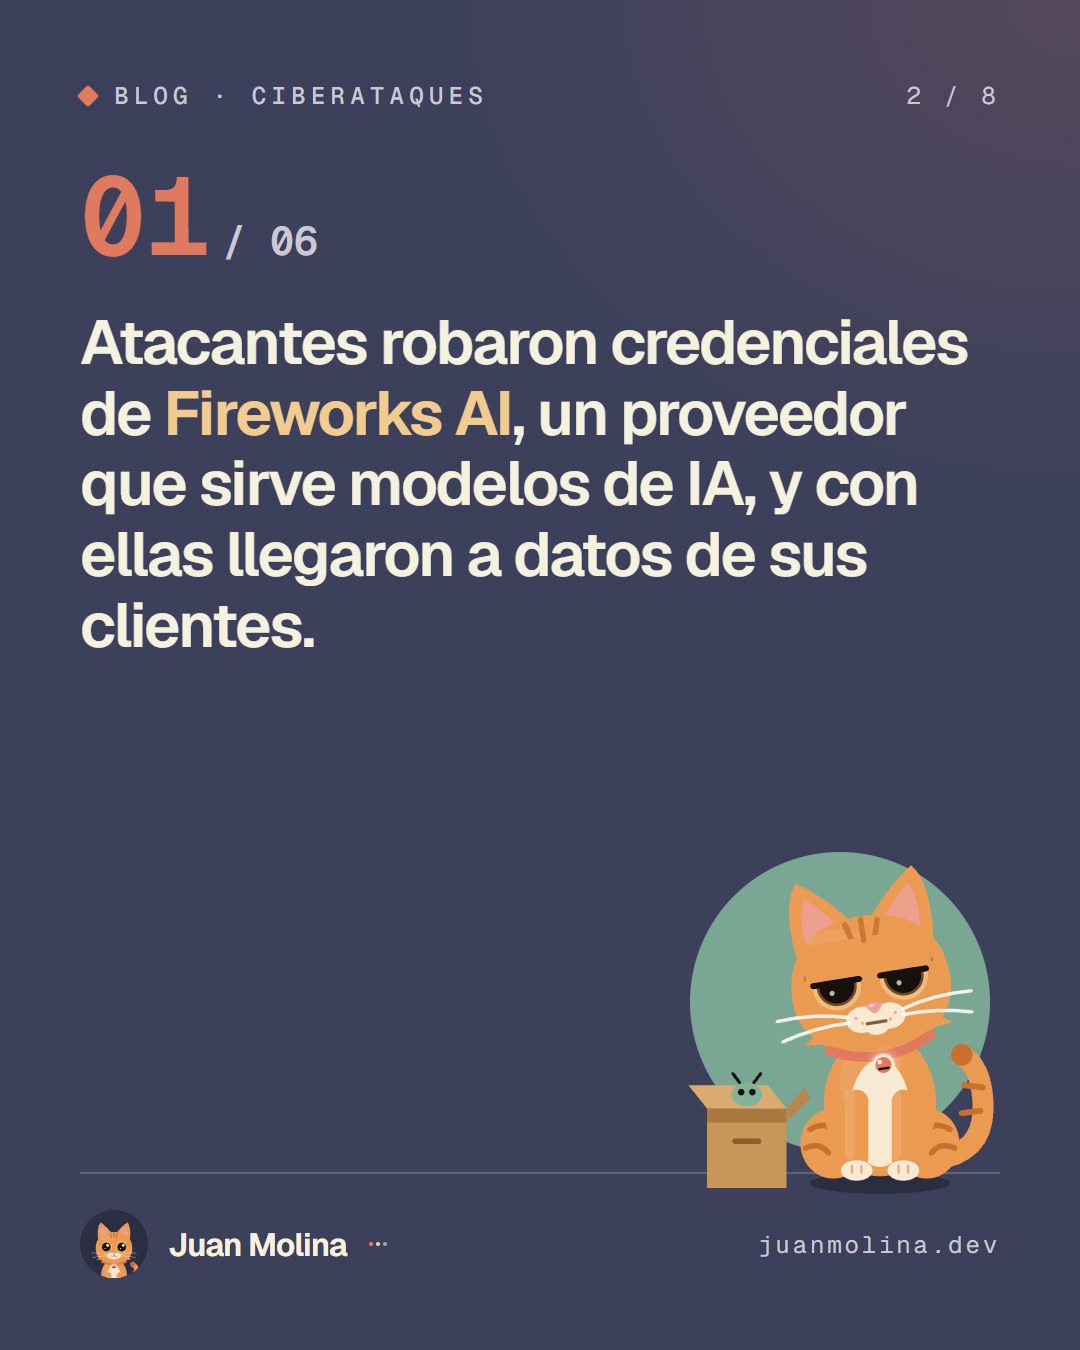 BLOG · CIBERATAQUES
2 / 8
01 / 06
Atacantes robaron credenciales
de Fireworks AI, un proveedor
que sirve modelos de IA, y con
ellas llegaron a datos de sus
clientes.
Juan Molina
juanmolina.dev